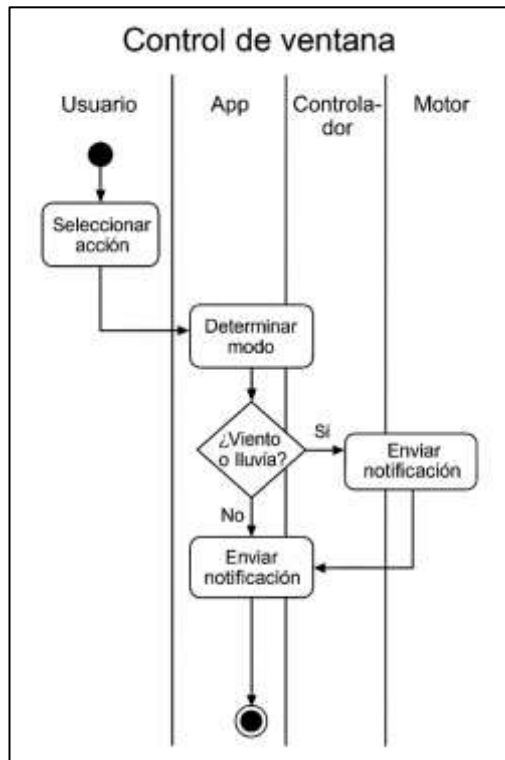 Control de ventana
Usuario
App
Controla-
dor
Motor
Seleccionar
acción
Determinar
modo
¿Viento
o lluvia?
Sí
Enviar
notificación
No
Enviar
notificación